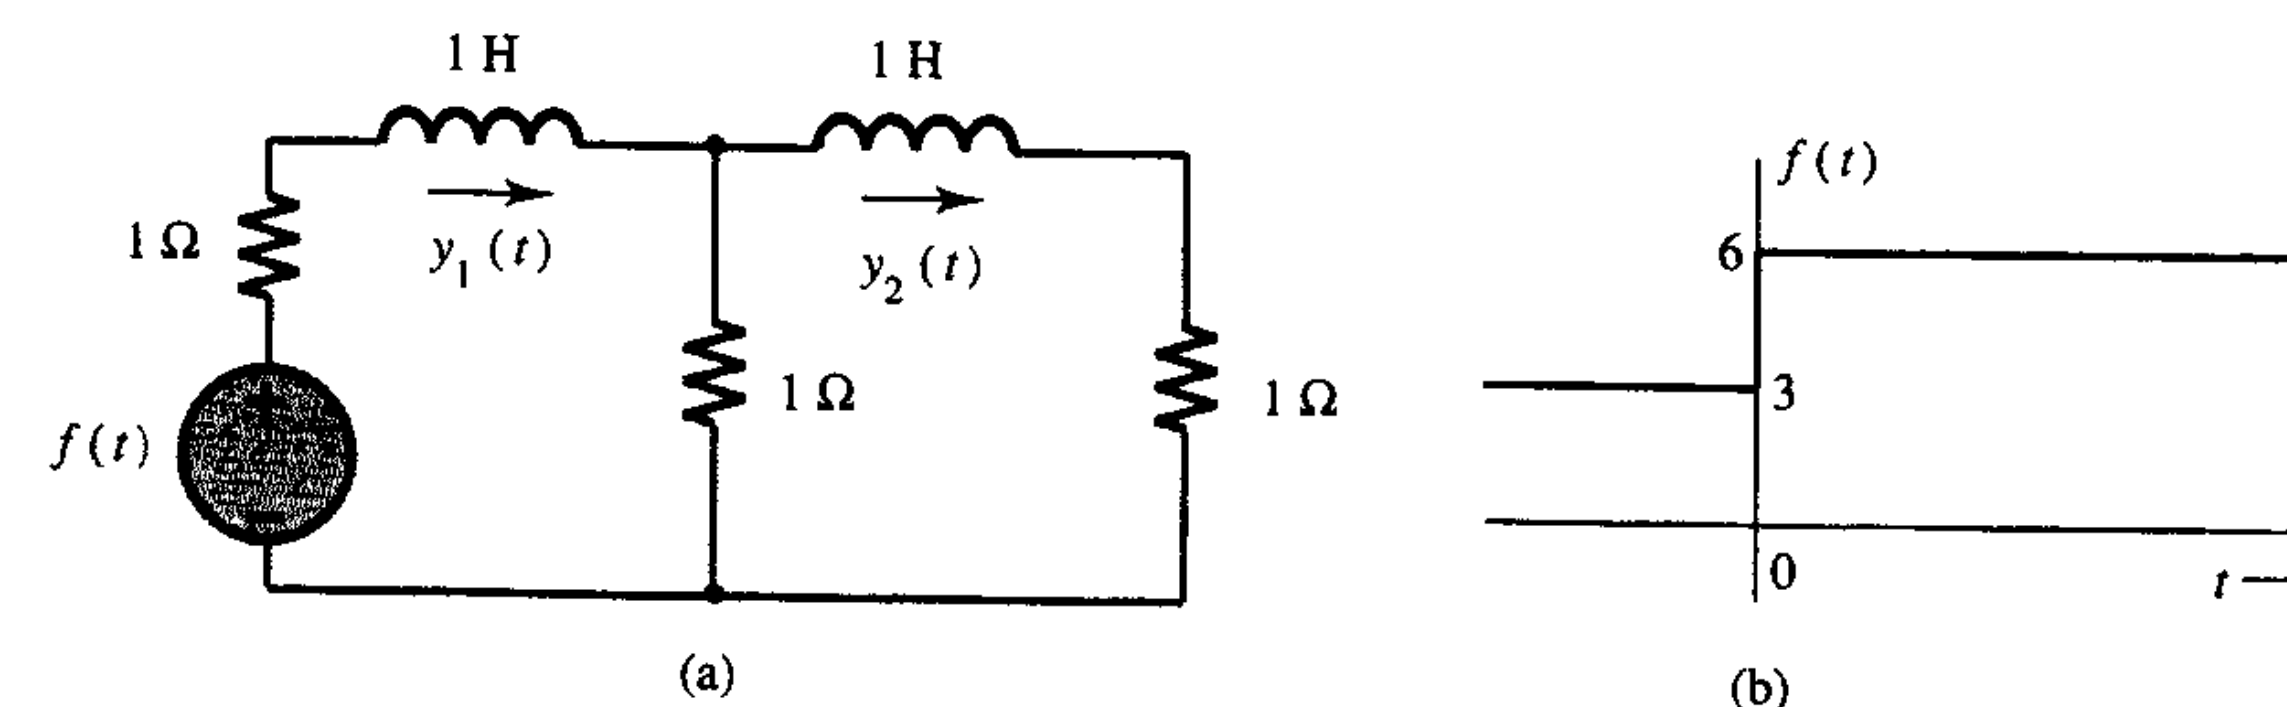 1 H
1 H
f(t)
1 Ω
y₁(t)
y₂(t)
6
1 Ω
1 Ω
3
f(t)
0
t
(a)
(b)